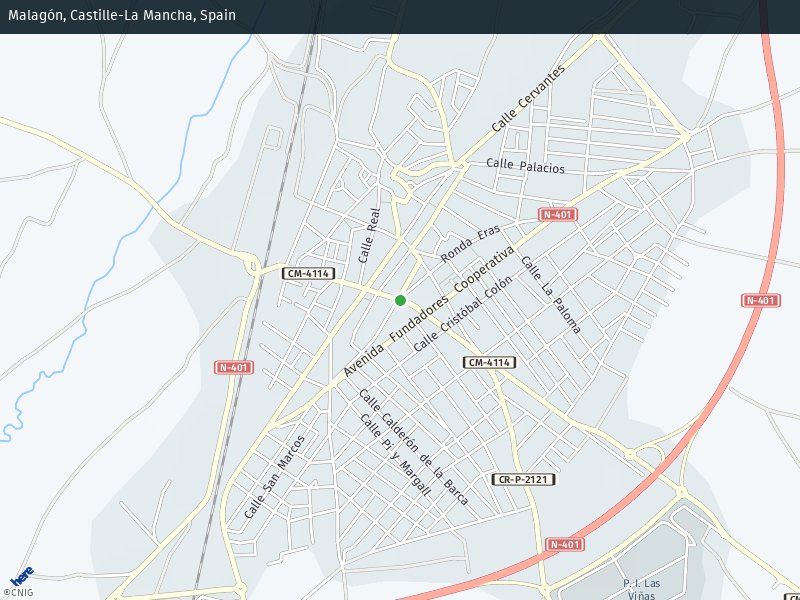 Malagón, Castille-La Mancha, Spain
Calle Cervantes
Calle Palacios
N-401
Calle Real
Ronda Eras
CM-4114
Avenida Fundadores Cooperativa
Calle La Paloma
Calle Cristóbal Colón
N-401
N-401
CM-4114
Calle Calderón de la Barca
Calle Pi y Margall
Calle San Marcos
CR-P-2121
N-401
P. I. Las
Viñas
here
©CNIG